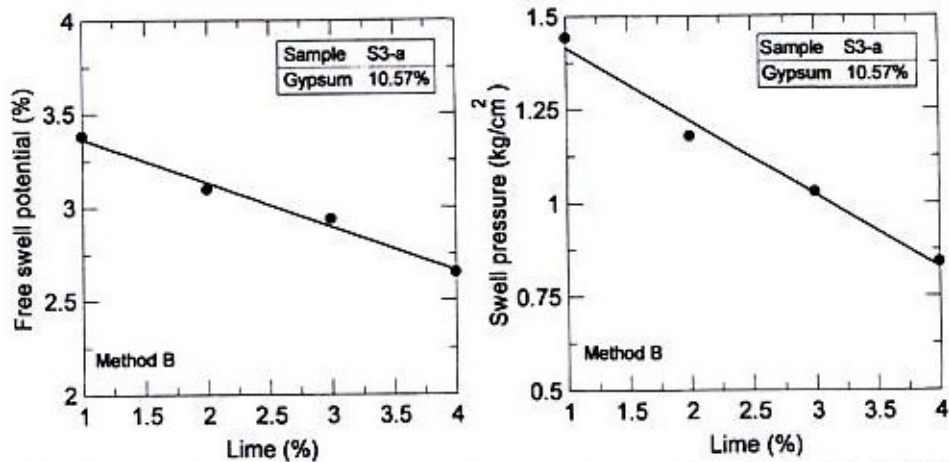 4
3.5
3
2.5
2
Free swell potential (%)
Sample S3-a
Gypsum 10.57%
Method B
1 1.5 2 2.5 3 3.5 4
Lime (%)
1.5
1.25
1
0.75
0.5
Swell pressure (kg/cm²)
Sample S3-a
Gypsum 10.57%
Method B
1 1.5 2 2.5 3 3.5 4
Lime (%)